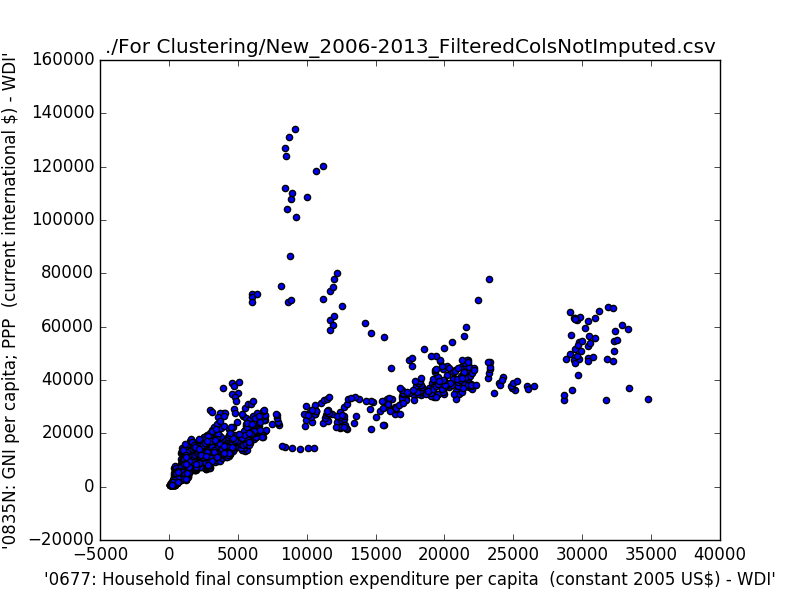 ./For Clustering/New_2006-2013_FilteredColsNotImputed.csv
'0835N: GNI per capita; PPP  (current international $) - WDI'
160000
140000
120000
100000
80000
60000
40000
20000
0
−20000
−5000 0 5000 10000 15000 20000 25000 30000 35000 40000
'0677: Household final consumption expenditure per capita  (constant 2005 US$) - WDI'